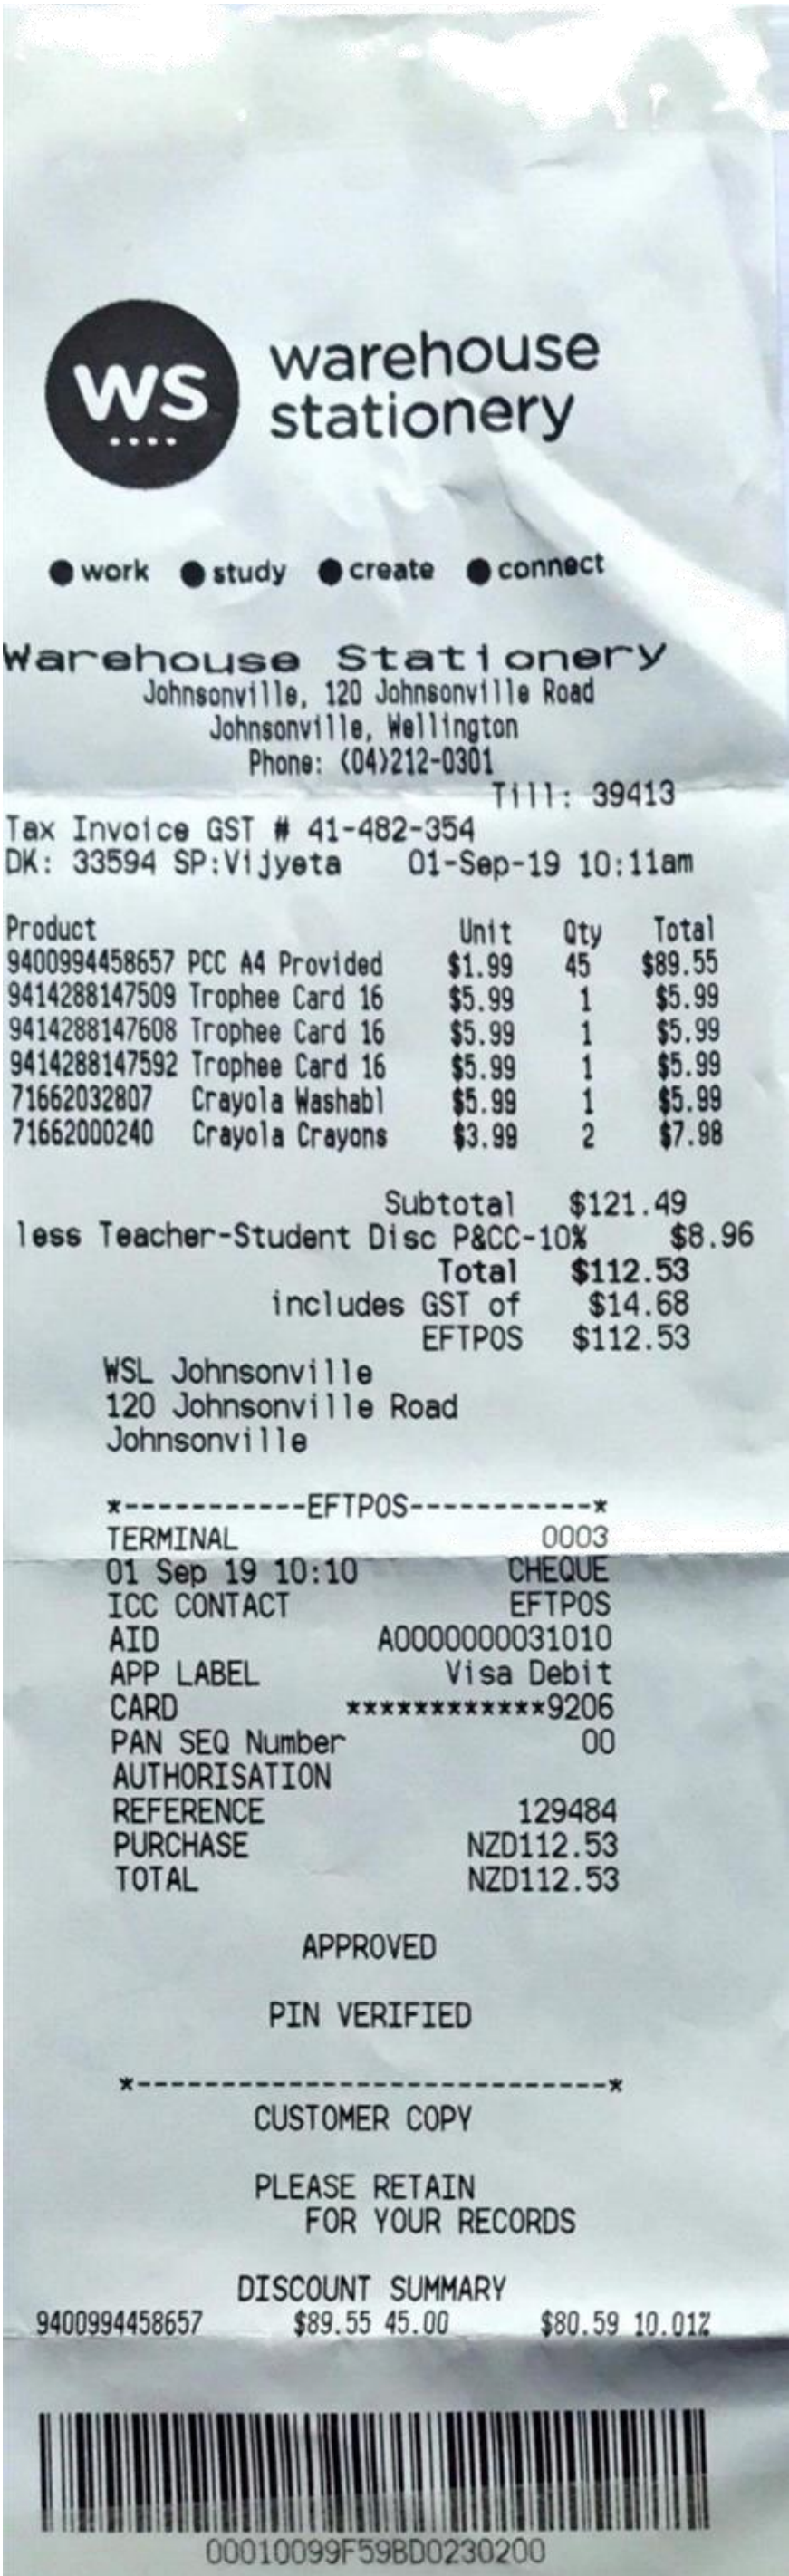 WS
warehouse
stationery
work study create connect
Warehouse Stationery
Johnsonville, 120 Johnsonville Road
Johnsonville, Wellington
Phone: (04)212-0301
Till: 39413
Tax Invoice GST # 41-482-354
DK: 33594 SP:Vijyeta 01-Sep-19 10:11am
Product Unit Qty Total
9400994458657 PCC A4 Provided $1.99 45 $89.55
9414288147509 Trophee Card 16 $5.99 1 $5.99
9414288147608 Trophee Card 16 $5.99 1 $5.99
9414288147592 Trophee Card 16 $5.99 1 $5.99
71662032807 Crayola Washabl $5.99 1 $5.99
71662000240 Crayola Crayons $3.99 2 $7.98
Subtotal $121.49
less Teacher-Student Disc P&CC-10% $8.96
Total $112.53
includes GST of $14.68
EFTPOS $112.53
WSL Johnsonville
120 Johnsonville Road
Johnsonville
*-----------EFTPOS-----------*
TERMINAL 0003
01 Sep 19 10:10 CHEQUE
ICC CONTACT EFTPOS
AID A0000000031010
APP LABEL Visa Debit
CARD ************9206
PAN SEQ Number 00
AUTHORISATION
REFERENCE 129484
PURCHASE NZD112.53
TOTAL NZD112.53
APPROVED
PIN VERIFIED
*----------------------------*
CUSTOMER COPY
PLEASE RETAIN
FOR YOUR RECORDS
DISCOUNT SUMMARY
9400994458657 $89.55 45.00 $80.59 10.01%
00010099F59BD0230200